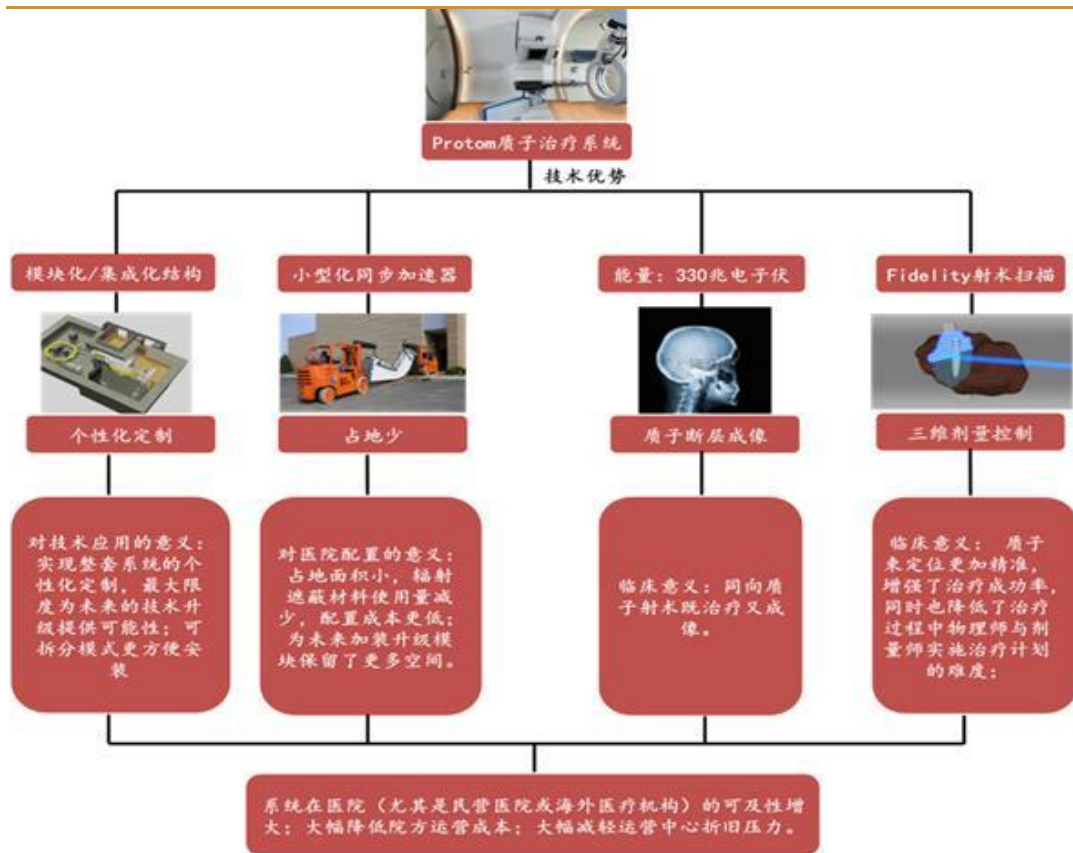 Protom质子治疗系统
技术优势
模块化/集成化结构
小型化同步加速器
能量：330兆电子伏
Fidelity射术扫描
个性化定制
占地少
质子断层成像
三维剂量控制
对技术应用的意义：
实现整套系统的个
性化定制，最大限
度为未来的技术升
级提供可能性；可
拆分模式更方便安
装
对医院配置的意义：
占地面积小，辐射
遮蔽材料使用量减
少，配置成本更低；
为未来加装升级模
块保留了更多空间。
临床意义：同向质
子射术既治疗又成
像。
临床意义： 质子
束定位更加精准，
增强了治疗成功率，
同时也降低了治疗
过程中物理师与剂
量师实施治疗计划
的难度；
系统在医院（尤其是民营医院或海外医疗机构）的可及性增
大；大幅降低院方运营成本；大幅减轻运营中心折旧压力。